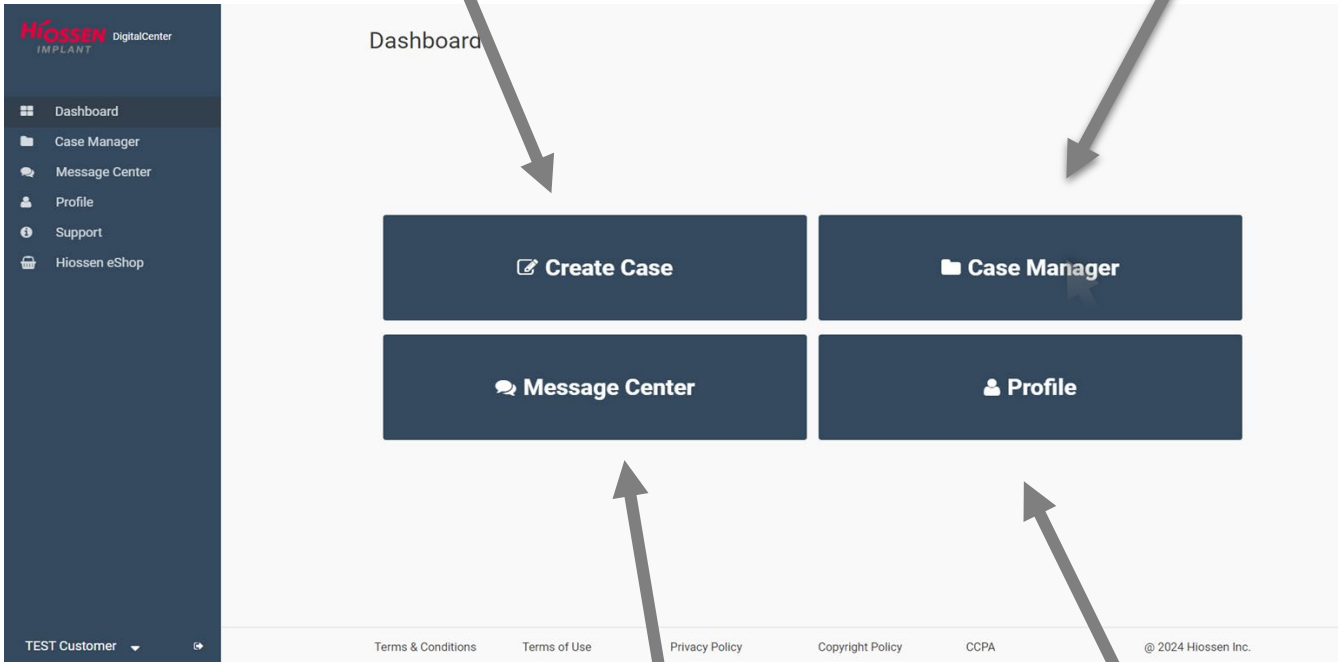 HIOSSEN DigitalCenter
IMPLANT
Dashboard
Case Manager
Message Center
Profile
Support
Hiossen eShop
TEST Customer
Dashboard
Create Case
Case Manager
Message Center
Profile
Terms & Conditions Terms of Use Privacy Policy Copyright Policy CCPA @ 2024 Hiossen Inc.